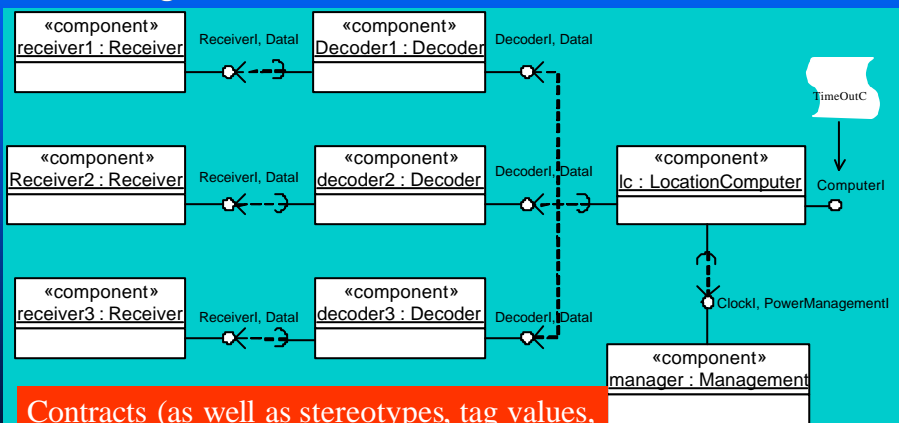 «component»
receiver1 : Receiver
ReceiverI, DataI
«component»
Decoder1 : Decoder
DecoderI, DataI
TimeOutC
«component»
Receiver2 : Receiver
ReceiverI, DataI
«component»
decoder2 : Decoder
DecoderI, DataI
«component»
lc : LocationComputer
ComputerI
«component»
receiver3 : Receiver
ReceiverI, DataI
«component»
decoder3 : Decoder
DecoderI, DataI
ClockI, PowerManagementI
«component»
manager : Management
Contracts (as well as stereotypes, tag values,